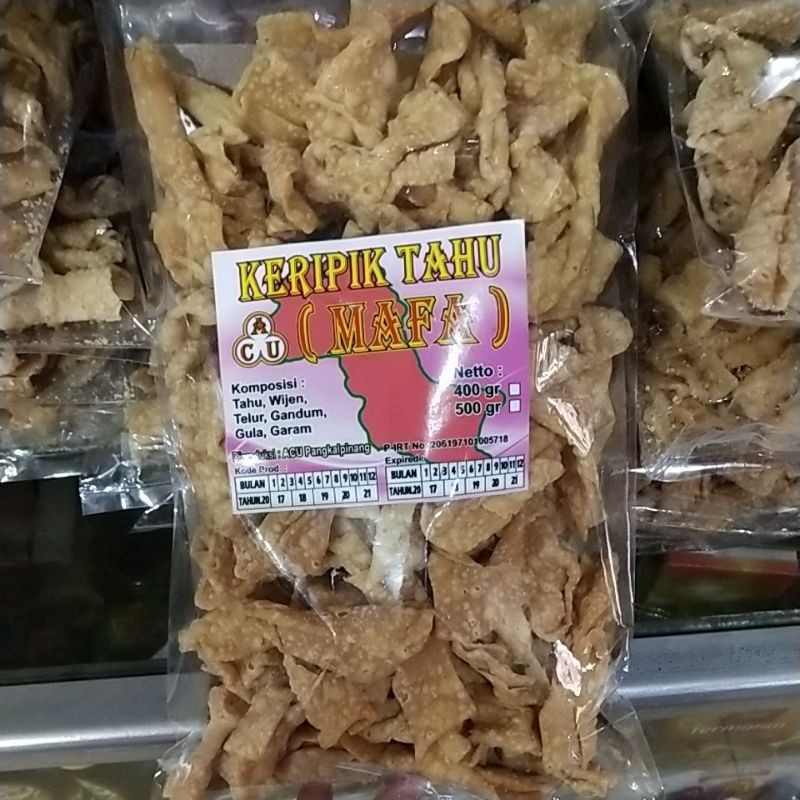 KERIPIK TAHU
( MAFA )
A
C U
Komposisi :
Tahu, Wijen,
Telur, Gandum,
Gula, Garam
Netto :
400 gr
500 gr
Diproduksi : ACU Pangkalpinang
P-IRT No. 206197101005718
Kode Prod. :
BULAN 1 2 3 4 5 6 7 8 9 10 11 12
TAHUN.20 17 18 19 20 21
Expired
BULAN 1 2 3 4 5 6 7 8 9 10 11 12
TAHUN.20 17 18 19 20 21